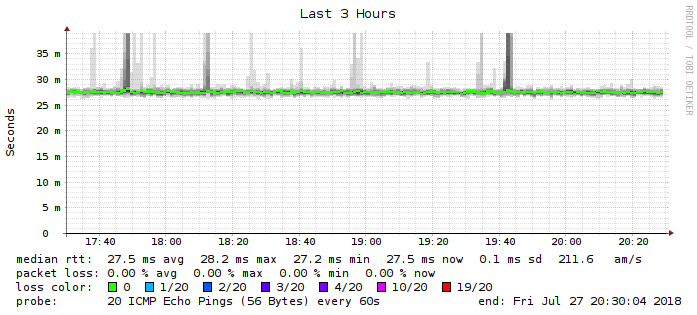 Last 3 Hours
RRDTOOL / TOBI OETIKER
Seconds
35 m
30 m
25 m
20 m
15 m
10 m
5 m
0
17:40 18:00 18:20 18:40 19:00 19:20 19:40 20:00 20:20
median rtt: 27.5 ms avg 28.2 ms max 27.2 ms min 27.5 ms now 0.1 ms sd 211.6 am/s
packet loss: 0.00 % avg 0.00 % max 0.00 % min 0.00 % now
loss color: 0 1/20 2/20 3/20 4/20 10/20 19/20
probe: 20 ICMP Echo Pings (56 Bytes) every 60s end: Fri Jul 27 20:30:04 2018